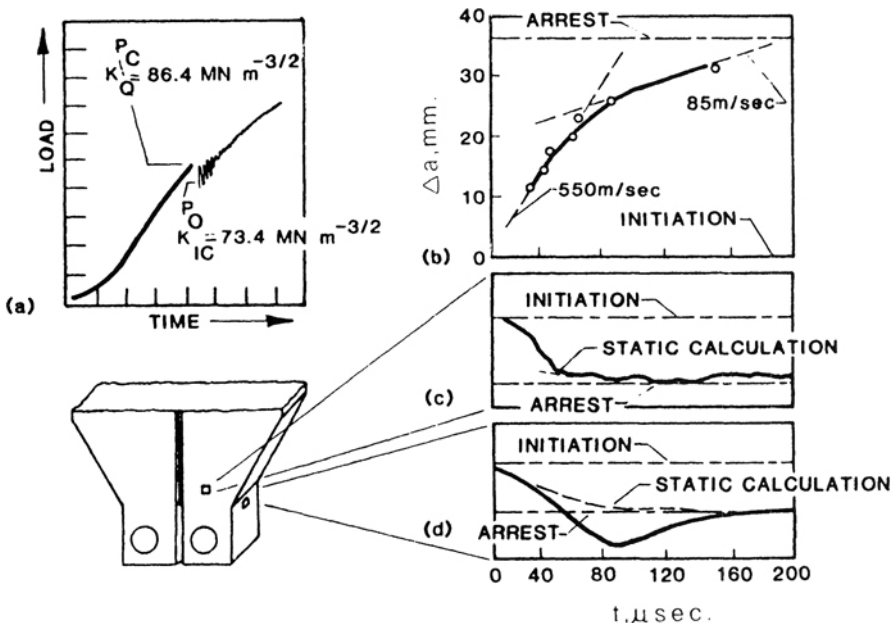 LOAD
P
C
K = 86.4 MN m-3/2
Q
P
O
K = 73.4 MN m-3/2
IC
(a)
TIME
ARREST
40
30
20
10
0
Δa, mm.
85m/sec
550m/sec
INITIATION
(b)
INITIATION
STATIC CALCULATION
(c)
ARREST
INITIATION
STATIC CALCULATION
ARREST
(d)
0 40 80 120 160 200
t, μsec.